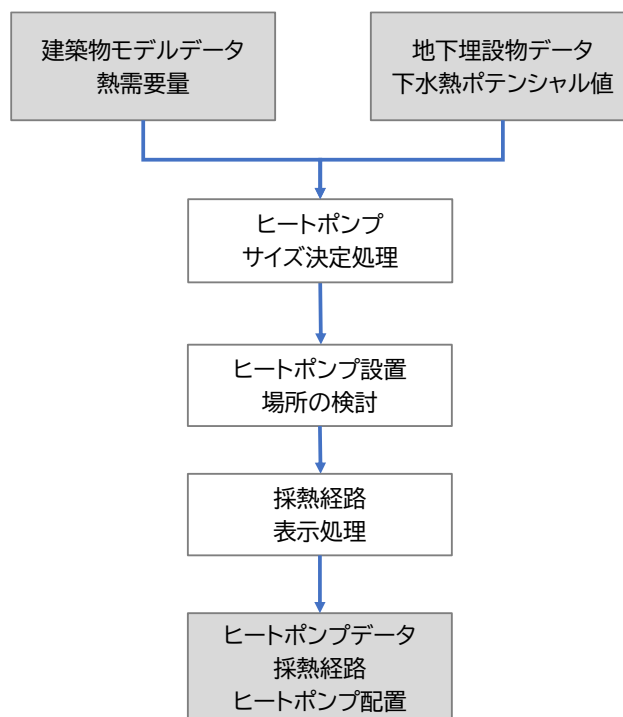 建築物モデルデータ
熱需要量
地下埋設物データ
下水熱ポテンシャル値
ヒートポンプ
サイズ決定処理
ヒートポンプ設置
場所の検討
採熱経路
表示処理
ヒートポンプデータ
採熱経路
ヒートポンプ配置